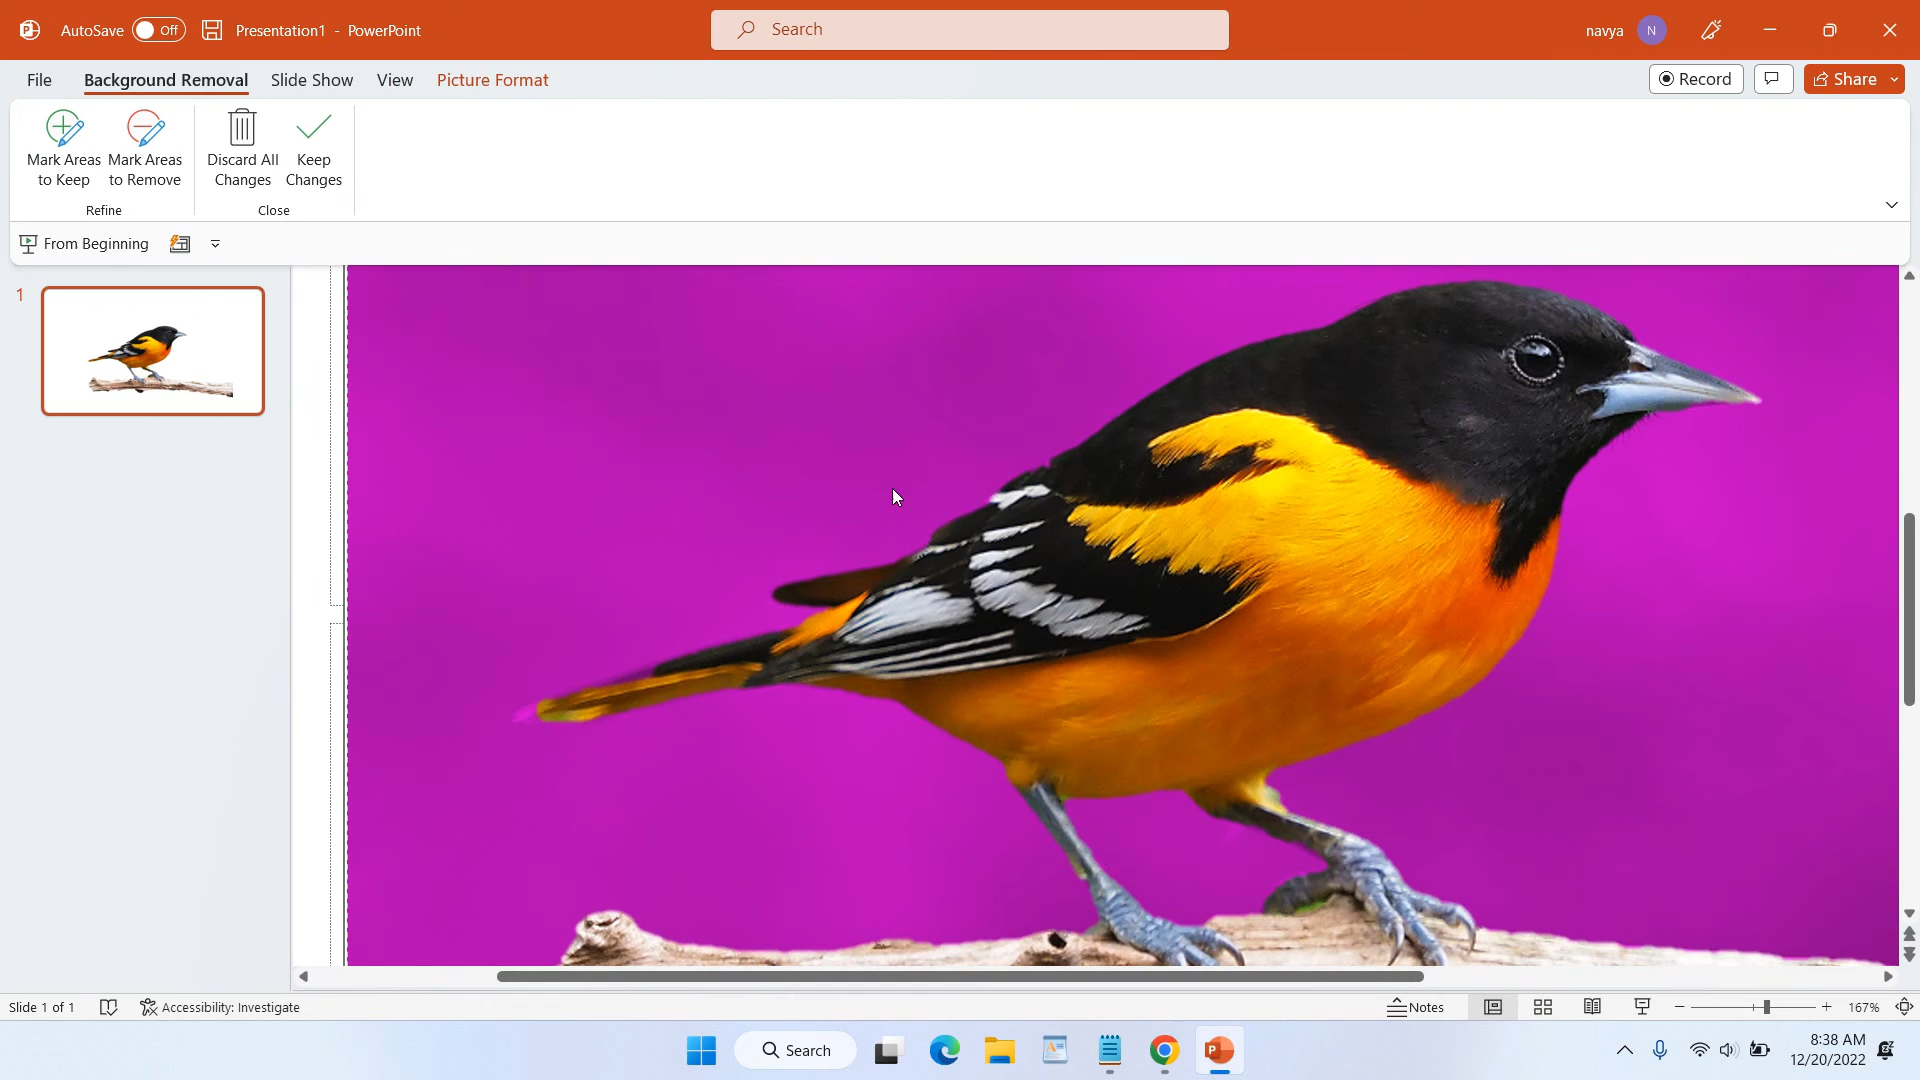 AutoSave Off Presentation1 - PowerPoint Search navya N
File Background Removal Slide Show View Picture Format Record Share
Mark Areas to Keep
Mark Areas to Remove
Discard All Changes
Keep Changes
Refine Close
From Beginning
1
Slide 1 of 1 Accessibility: Investigate Notes 167%
Search 8:38 AM
12/20/2022